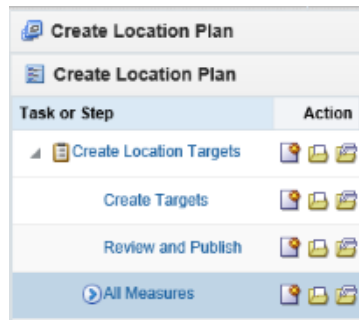 Create Location Plan
Create Location Plan
Task or Step Action
Create Location Targets
Create Targets
Review and Publish
All Measures